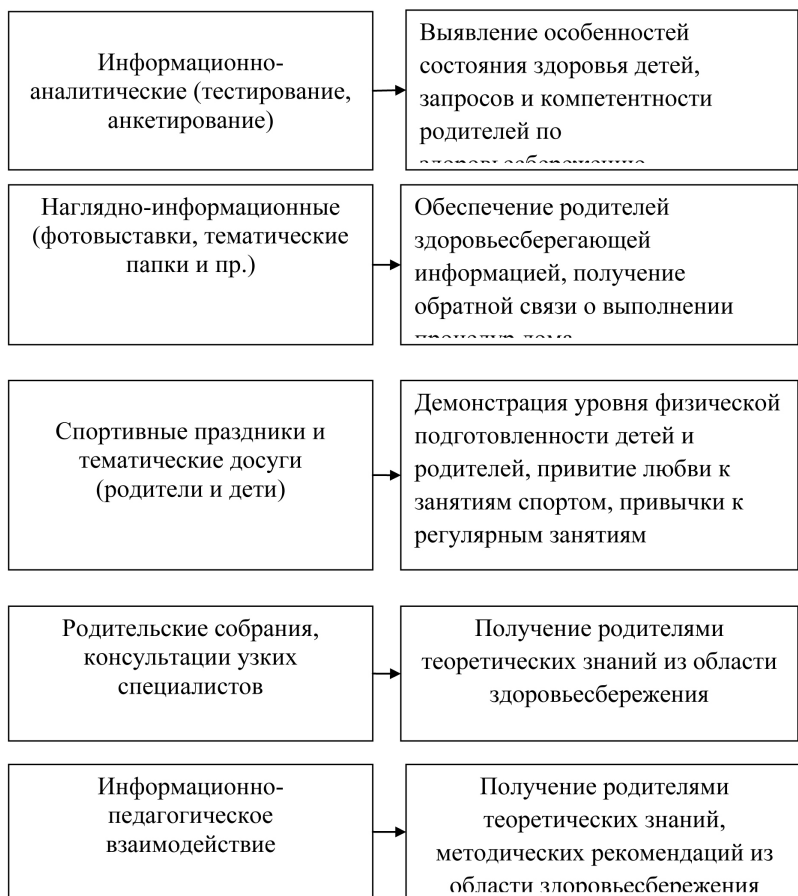 Информационно-
аналитические (тестирование,
анкетирование)
Выявление особенностей
состояния здоровья детей,
запросов и компетентности
родителей по
здоровьесбережению
Наглядно-информационные
(фотовыставки, тематические
папки и пр.)
Обеспечение родителей
здоровьесберегающей
информацией, получение
обратной связи о выполнении
процедур дома
Спортивные праздники и
тематические досуги
(родители и дети)
Демонстрация уровня физической
подготовленности детей и
родителей, привитие любви к
занятиям спортом, привычки к
регулярным занятиям
Родительские собрания,
консультации узких
специалистов
Получение родителями
теоретических знаний из области
здоровьесбережения
Информационно-
педагогическое
взаимодействие
Получение родителями
теоретических знаний,
методических рекомендаций из
области здоровьесбережения